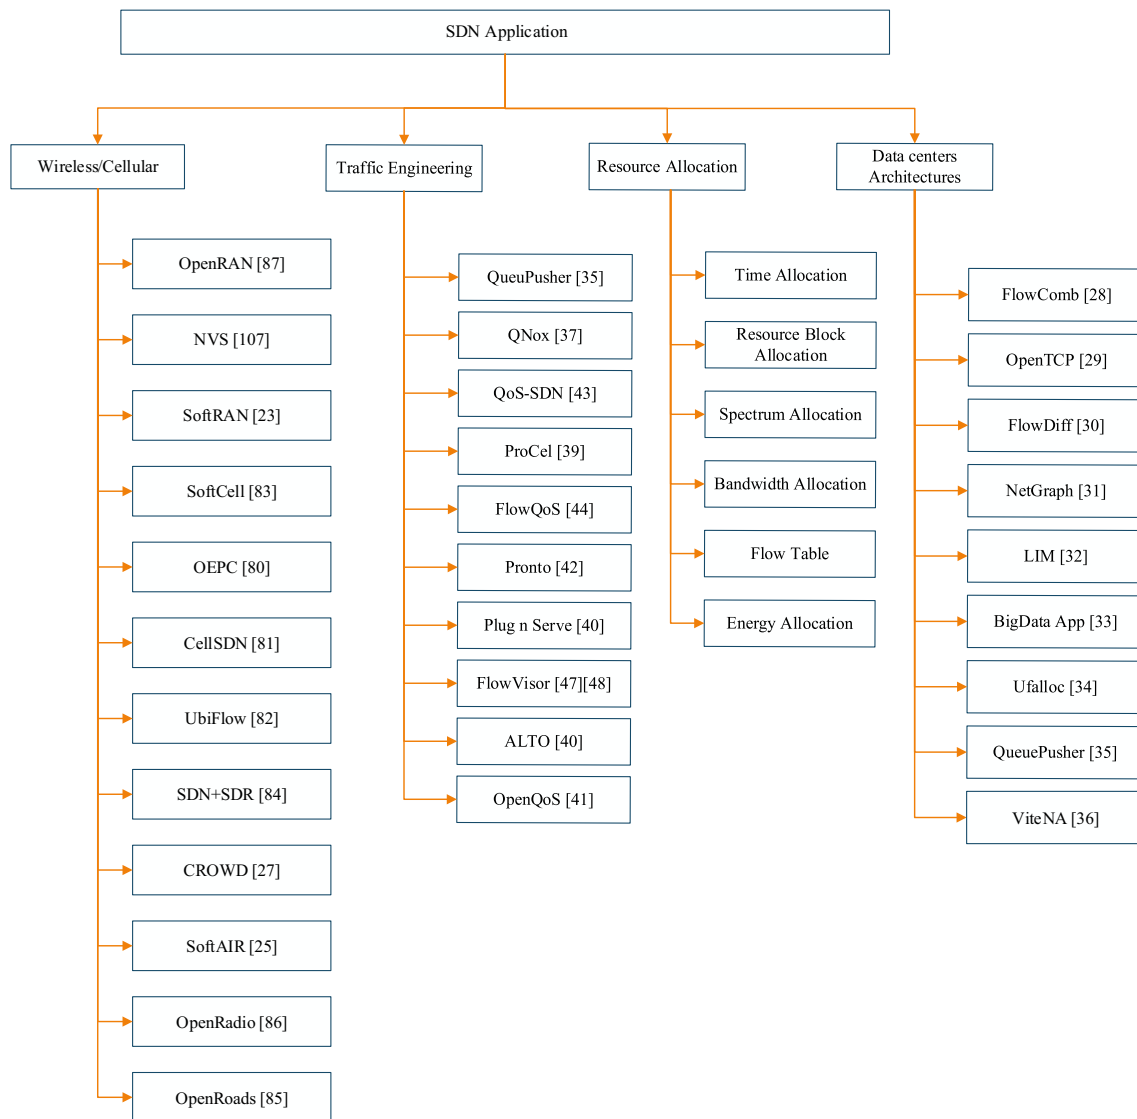 SDN Application
Wireless/Cellular
Traffic Engineering
Resource Allocation
Data centers
Architectures
OpenRAN [87]
NVS [107]
SoftRAN [23]
SoftCell [83]
OEPC [80]
CellSDN [81]
UbiFlow [82]
SDN+SDR [84]
CROWD [27]
SoftAIR [25]
OpenRadio [86]
OpenRoads [85]
QueuPusher [35]
QNox [37]
QoS-SDN [43]
ProCel [39]
FlowQoS [44]
Pronto [42]
Plug n Serve [40]
FlowVisor [47][48]
ALTO [40]
OpenQoS [41]
Time Allocation
Resource Block
Allocation
Spectrum Allocation
Bandwidth Allocation
Flow Table
Energy Allocation
FlowComb [28]
OpenTCP [29]
FlowDiff [30]
NetGraph [31]
LIM [32]
BigData App [33]
Ufalloc [34]
QueuePusher [35]
ViteNA [36]